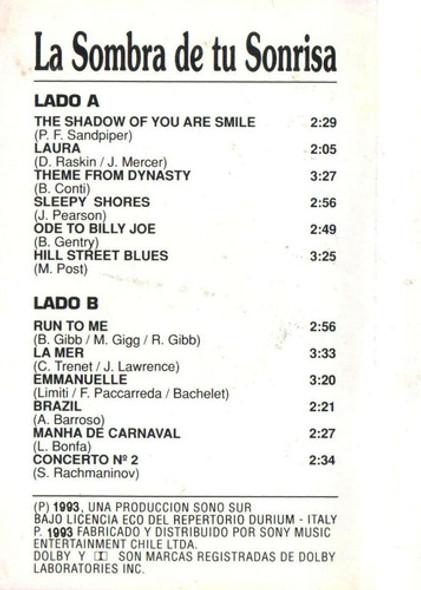 La Sombra de tu Sonrisa
LADO A
THE SHADOW OF YOU ARE SMILE 2:29
(P. F. Sandpiper)
LAURA 2:05
(D. Raskin / J. Mercer)
THEME FROM DYNASTY 3:27
(B. Conti)
SLEEPY SHORES 2:56
(J. Pearson)
ODE TO BILLY JOE 2:49
(B. Gentry)
HILL STREET BLUES 3:25
(M. Post)
LADO B
RUN TO ME 2:56
(B. Gibb / M. Gigg / R. Gibb)
LA MER 3:33
(C. Trenet / J. Lawrence)
EMMANUELLE 3:20
(Limiti / F. Paccarreda / Bachelet)
BRAZIL 2:21
(A. Barroso)
MANHA DE CARNAVAL 2:27
(L. Bonfa)
CONCERTO Nº 2 2:34
(S. Rachmaninov)
(P) 1993, UNA PRODUCCION SONO SUR
BAJO LICENCIA ECO DEL REPERTORIO DURIUM - ITALY
P. 1993 FABRICADO Y DISTRIBUIDO POR SONY MUSIC
ENTERTAINMENT CHILE LTDA.
DOLBY Y SON MARCAS REGISTRADAS DE DOLBY
LABORATORIES INC.